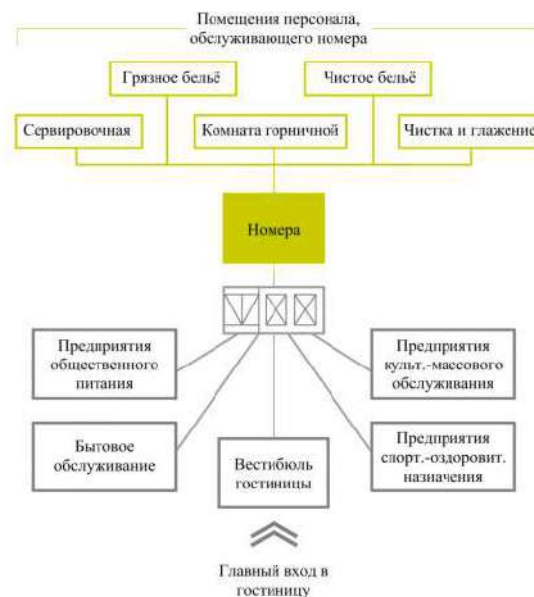 Помещения персонала,
обслуживающего номера
Грязное бельё
Чистое бельё
Сервировочная
Комната горничной
Чистка и глажение
Номера
Предприятия
общественного
питания
Предприятия
культ.-массового
обслуживания
Бытовое
обслуживание
Вестибюль
гостиницы
Предприятия
спорт.-оздоровит.
назначения
Главный вход в
гостиницу